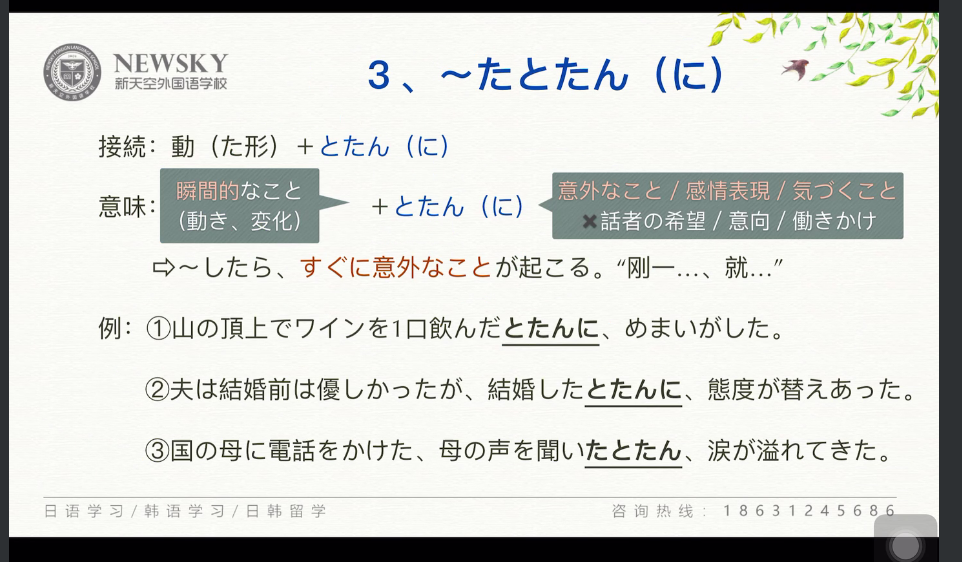 NEWSKY
新天空外国语学校
3、～たとたん（に）
接続：動（た形）＋とたん（に）
意味：
瞬間的なこと
（動き、変化）
＋とたん（に）
意外なこと / 感情表現 / 気づくこと
✖話者の希望 / 意向 / 働きかけ
⇨～したら、すぐに意外なことが起こる。“刚一…、就…”
例：①山の頂上でワインを1口飲んだとたんに、めまいがした。
②夫は結婚前は優しかったが、結婚したとたんに、態度が替えあった。
③国の母に電話をかけた、母の声を聞いたとたん、涙が溢れてきた。
日语学习/韩语学习/日韩留学
咨询热线：18631245686